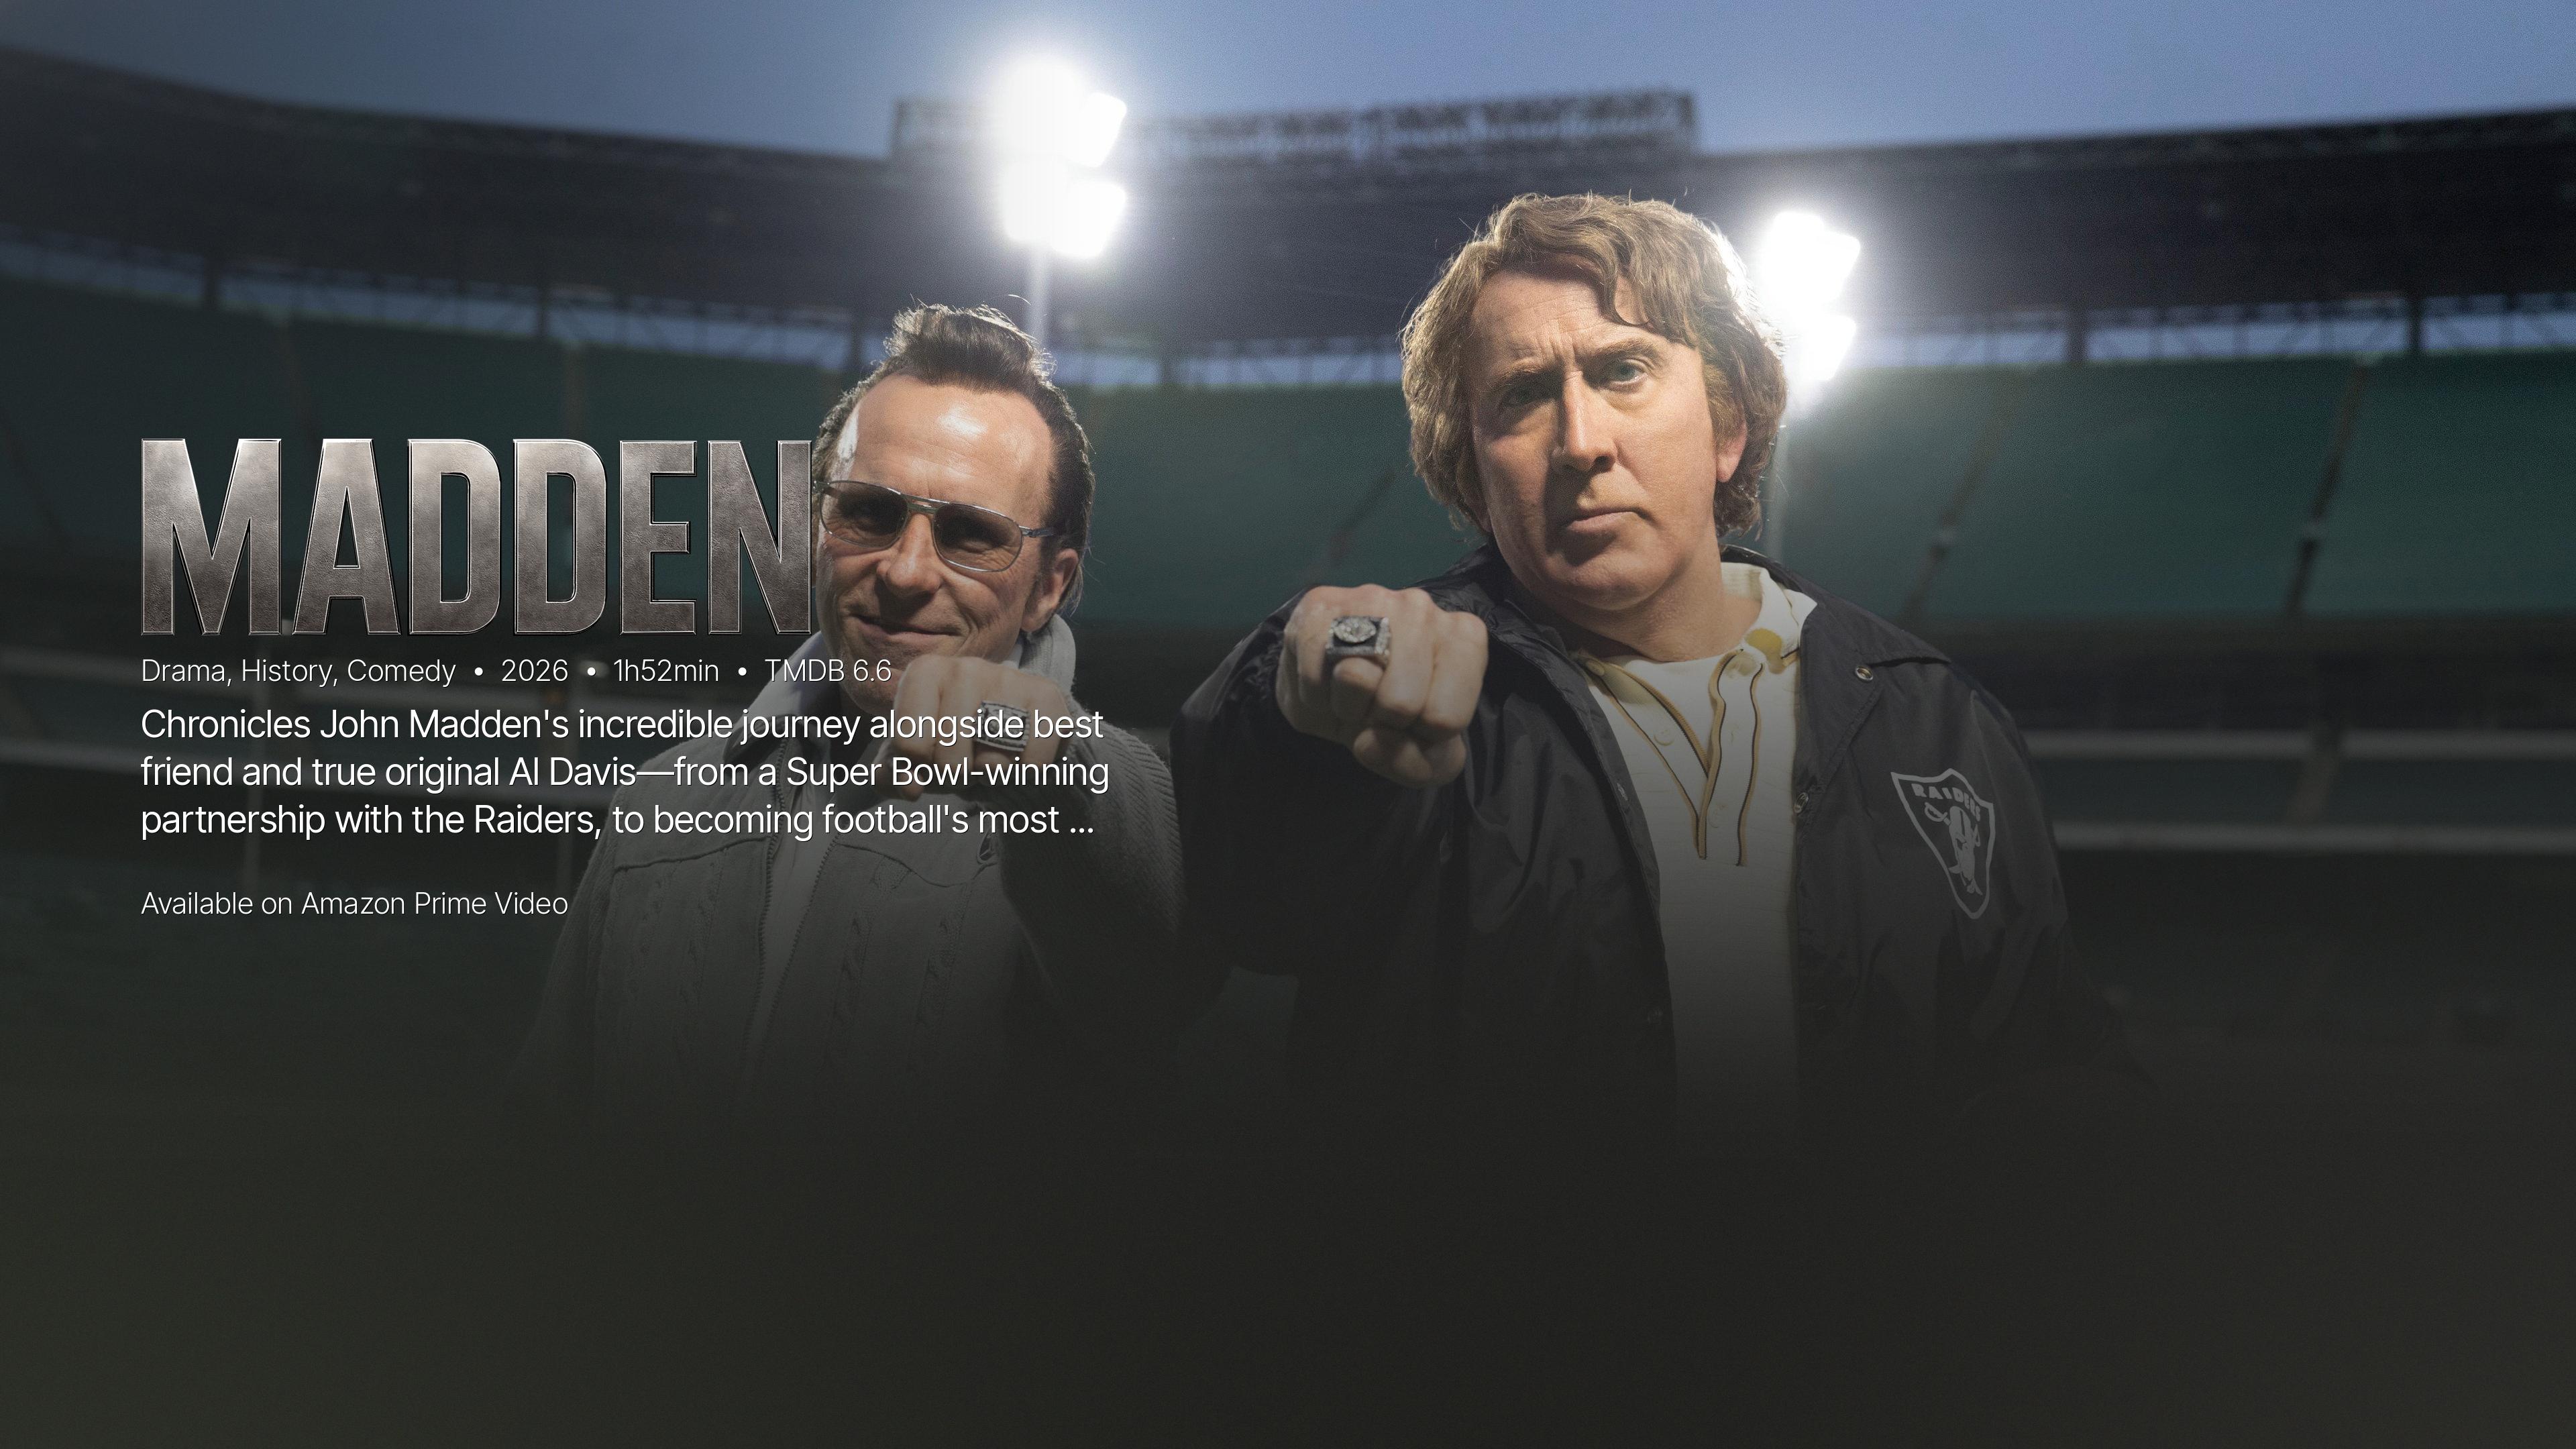 MADDEN
Drama, History, Comedy • 2026 • 1h52min • TMDB 6.6
Chronicles John Madden's incredible journey alongside best
friend and true original Al Davis—from a Super Bowl-winning
partnership with the Raiders, to becoming football's most ...
Available on Amazon Prime Video
RAIDERS